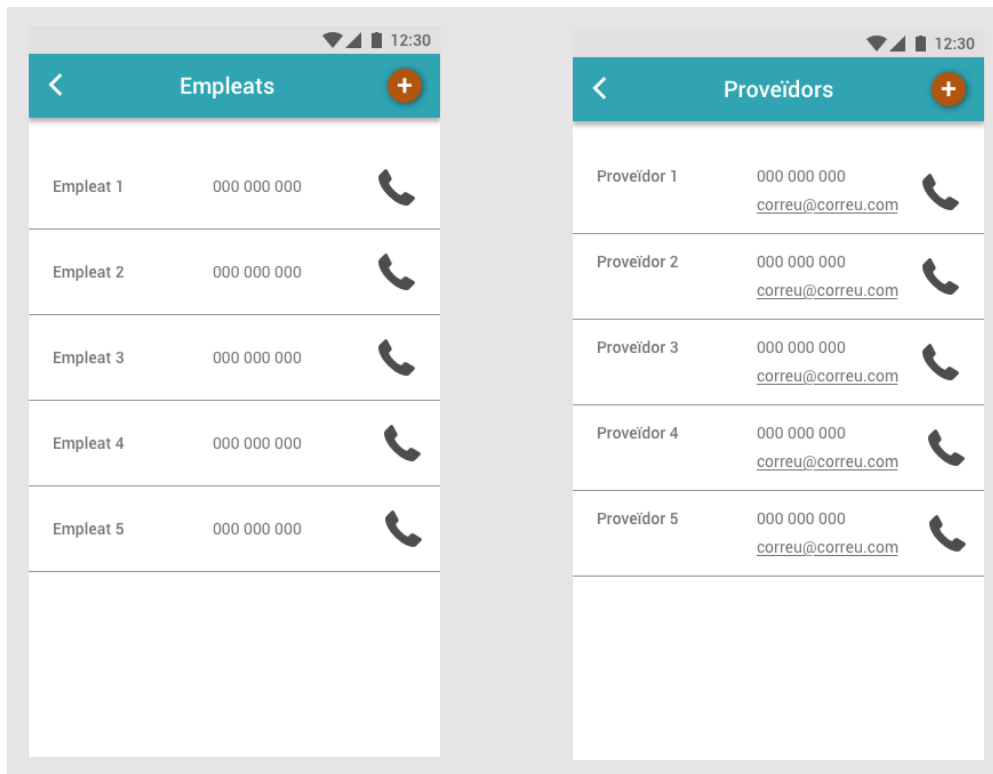 12:30
Empleats
Empleat 1 000 000 000
Empleat 2 000 000 000
Empleat 3 000 000 000
Empleat 4 000 000 000
Empleat 5 000 000 000
12:30
Proveïdors
Proveïdor 1 000 000 000
correu@correu.com
Proveïdor 2 000 000 000
correu@correu.com
Proveïdor 3 000 000 000
correu@correu.com
Proveïdor 4 000 000 000
correu@correu.com
Proveïdor 5 000 000 000
correu@correu.com